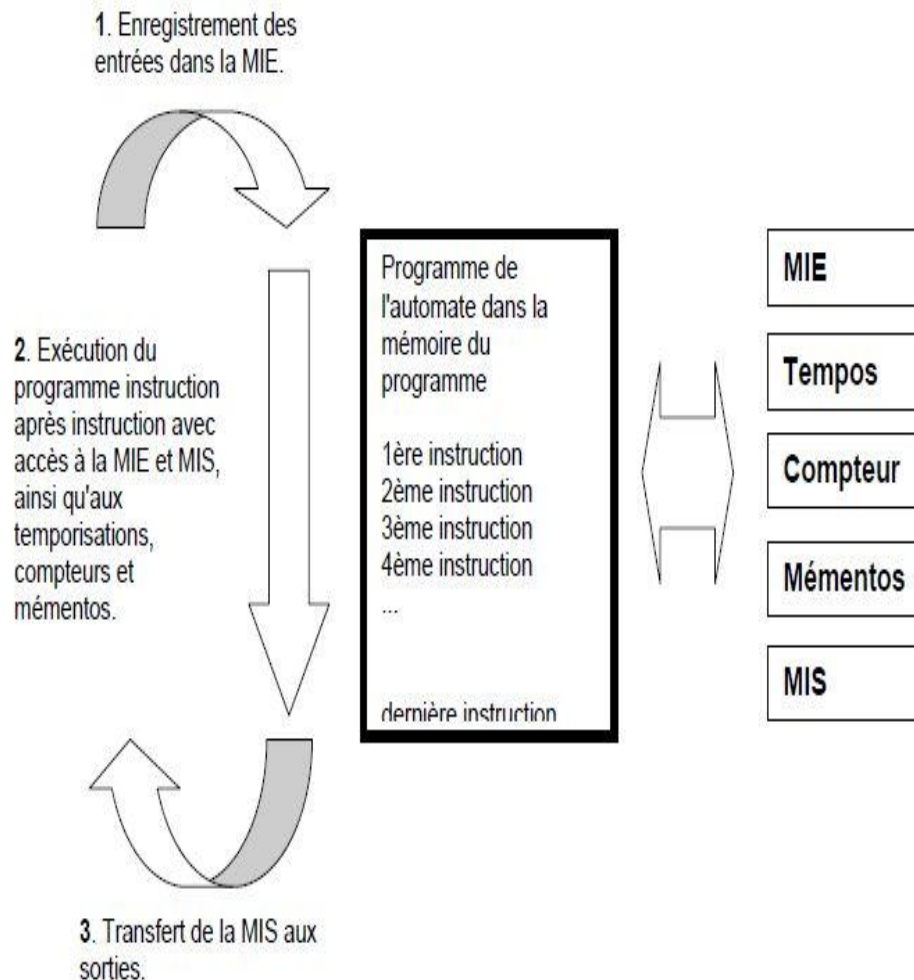 1. Enregistrement des
entrées dans la MIE.
2. Exécution du
programme instruction
après instruction avec
accès à la MIE et MIS,
ainsi qu'aux
temporisations,
compteurs et
mémentos.
Programme de
l'automate dans la
mémoire du
programme
1ère instruction
2ème instruction
3ème instruction
4ème instruction
...
dernière instruction
MIE
Tempos
Compteur
Mémentos
MIS
3. Transfert de la MIS aux
sorties.